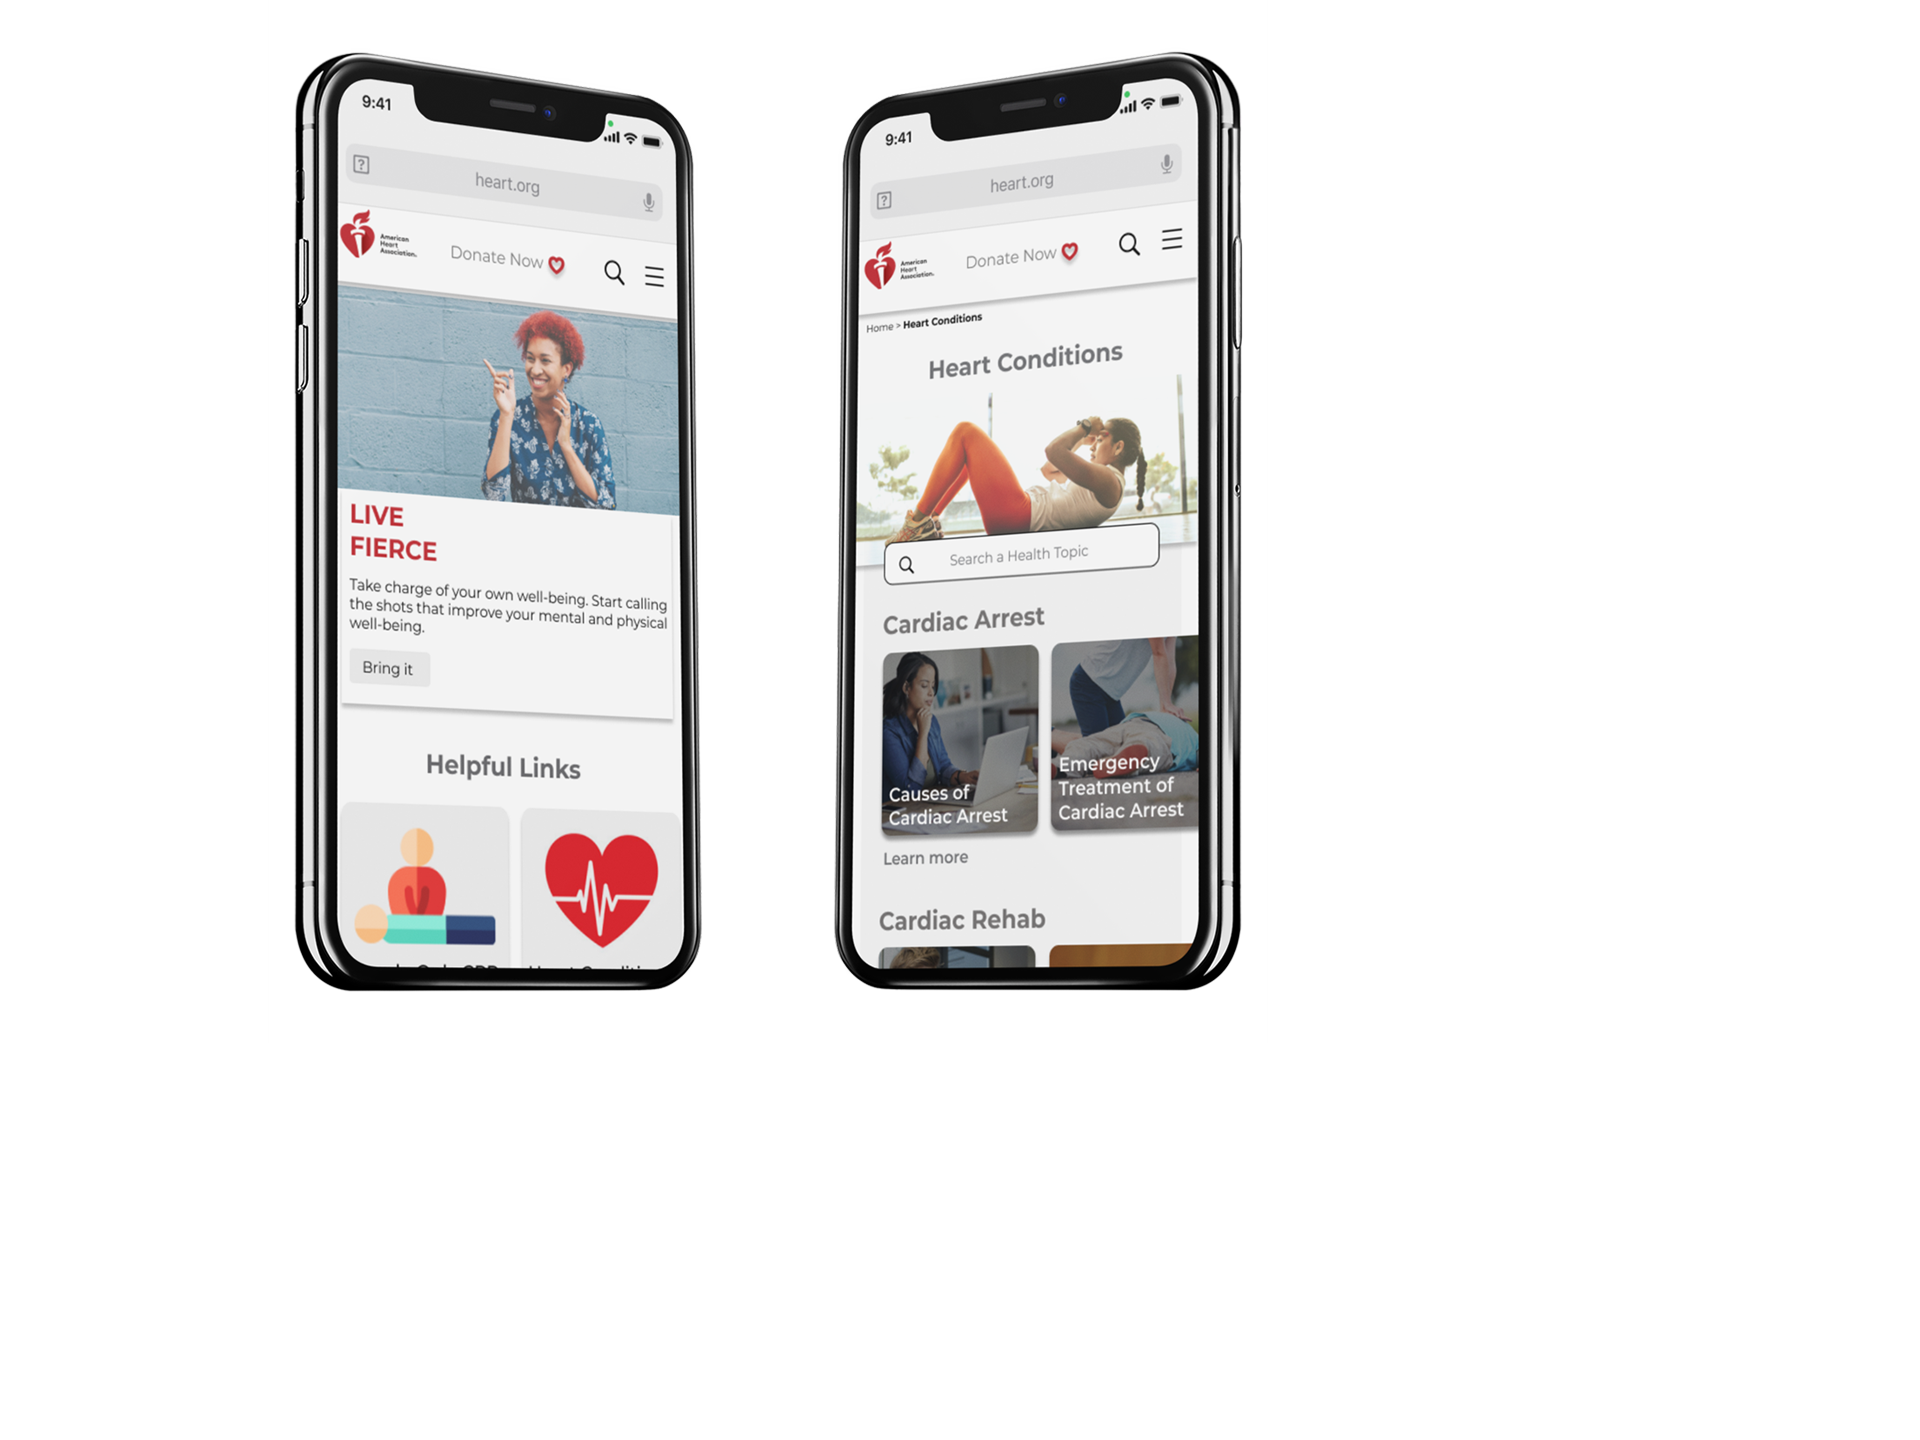 9:41
heart.org
American
Heart
Association.
Donate Now
LIVE
FIERCE
Take charge of your own well-being. Start calling
the shots that improve your mental and physical
well-being.
Bring it
Helpful Links
9:41
heart.org
American
Heart
Association.
Donate Now
Home > Heart Conditions
Heart Conditions
Search a Health Topic
Cardiac Arrest
Causes of
Cardiac Arrest
Emergency
Treatment of
Cardiac Arrest
Learn more
Cardiac Rehab